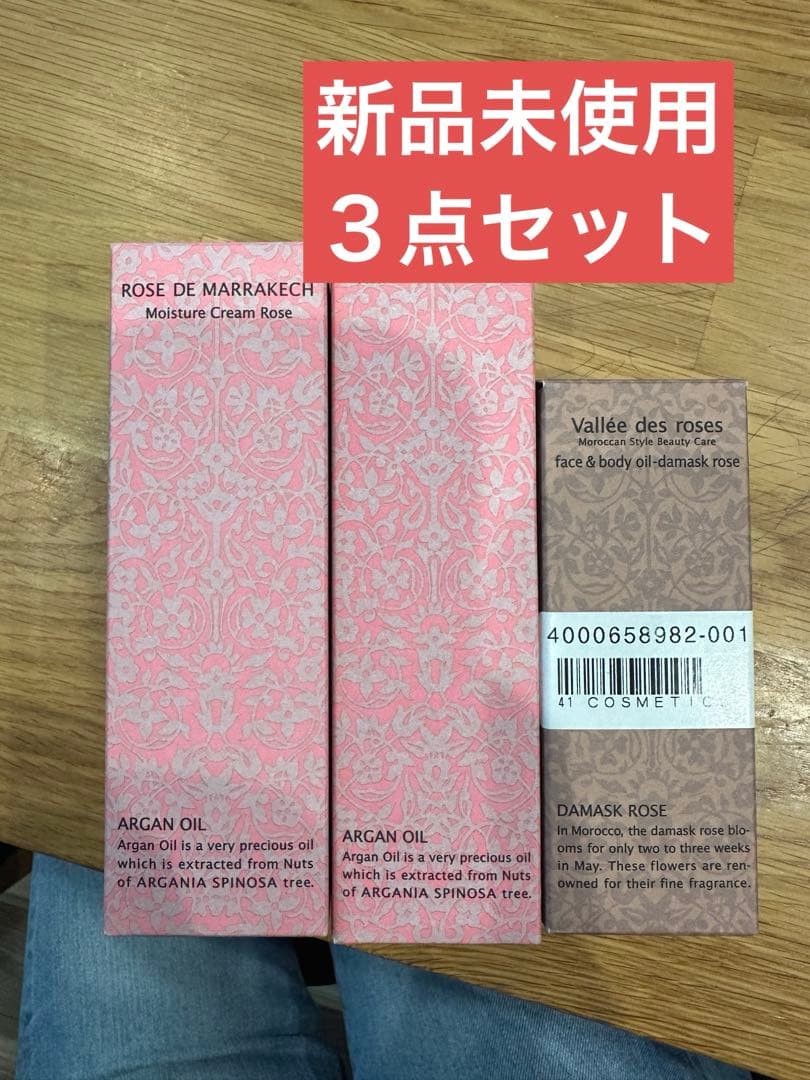 新品未使用
３点セット
ROSE DE MARRAKECH
Moisture Cream Rose
ARGAN OIL
Argan Oil is a very precious oil
which is extracted from Nuts
of ARGANIA SPINOSA tree.
ARGAN OIL
Argan Oil is a very precious oil
which is extracted from Nuts
of ARGANIA SPINOSA tree.
Vallée des roses
Moroccan Style Beauty Care
face & body oil-damask rose
4000658982-001
41 COSMETIC
DAMASK ROSE
In Morocco, the damask rose blo-
oms for only two to three weeks
in May. These flowers are ren-
owned for their fine fragrance.